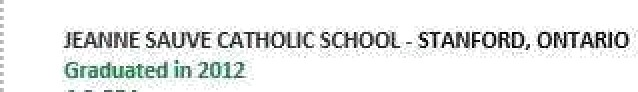 JEANNE SAUVE CATHOLIC SCHOOL - STANFORD, ONTARIO
Graduated in 2012